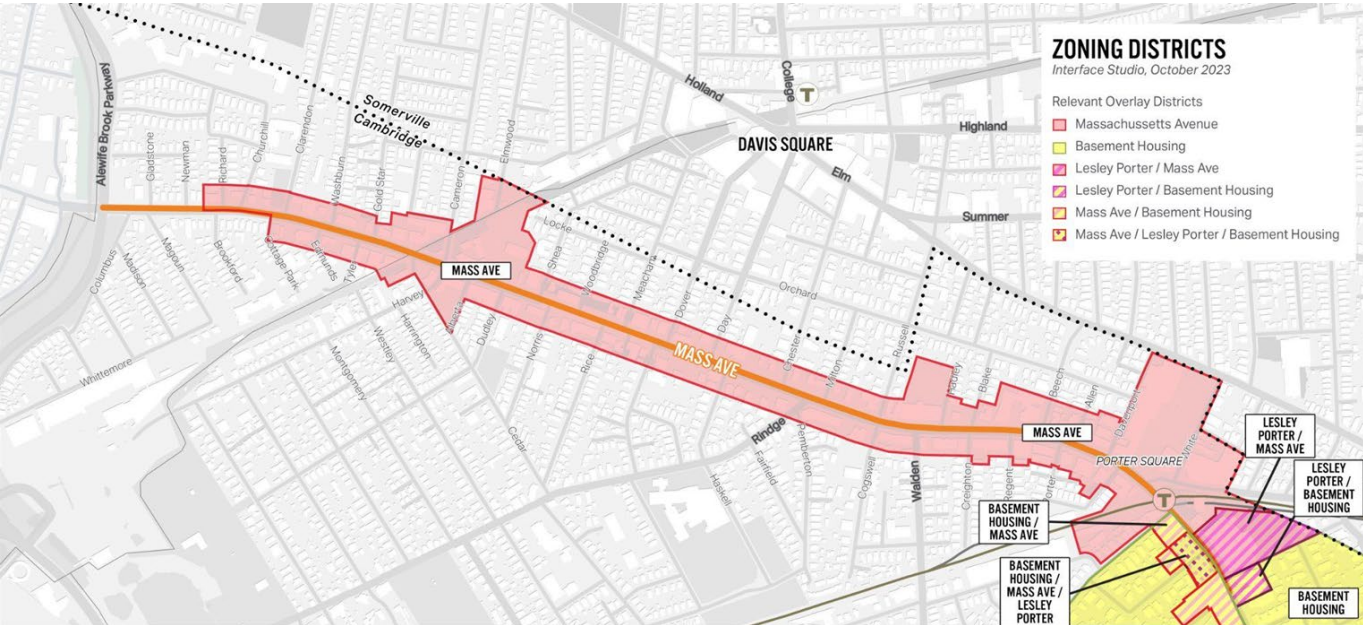 ZONING DISTRICTS
Interface Studio, October 2023
Relevant Overlay Districts
Massachussetts Avenue
Basement Housing
Lesley Porter / Mass Ave
Lesley Porter / Basement Housing
Mass Ave / Basement Housing
Mass Ave / Lesley Porter / Basement Housing
Somerville
Cambridge
Alewife Brook Parkway
Gladstone
Newman
Richard
Churchill
Clarendon
Washburn
Gold Star
Cameron
Elmwood
Holland
College
T
DAVIS SQUARE
Highland
Elm
Summer
Columbus
Madison
Magoun
Brookford
Cottage Park
Edmunds
Tyler
Harvey
MASS AVE
Locke
Shea
Woodbridge
Meacham
Dover
Day
Orchard
Chester
Milton
Russell
Whittemore
Montgomery
Westley
Harrington
Alberta
Dudley
Norris
Rice
MASS AVE
Cedar
Rindge
Haskell
Fairfield
Pemberton
Cogswell
Walden
Creighton
Regent
Porter
Blake
Beech
Allen
Davenport
White
MASS AVE
PORTER SQUARE
T
LESLEY
PORTER /
MASS AVE
LESLEY
PORTER /
BASEMENT
HOUSING
BASEMENT
HOUSING /
MASS AVE
BASEMENT
HOUSING /
MASS AVE /
LESLEY
PORTER
BASEMENT
HOUSING